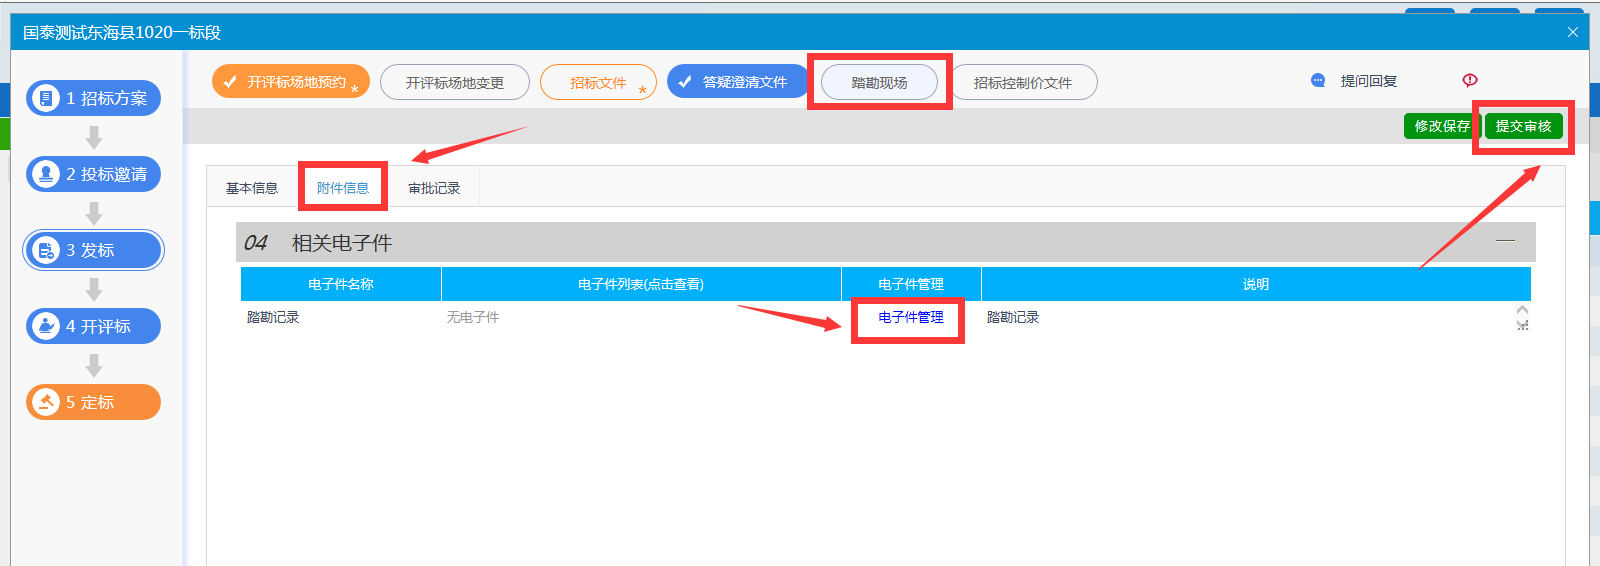 国泰测试东海县1020一标段
开评标场地预约 *
开评标场地变更
招标文件 *
答疑澄清文件
踏勘现场
招标控制价文件
提问回复
1 招标方案
2 投标邀请
3 发标
4 开评标
5 定标
修改保存
提交审核
基本信息
附件信息
审批记录
04 相关电子件
电子件名称
电子件列表(点击查看)
电子件管理
说明
踏勘记录
无电子件
电子件管理
踏勘记录